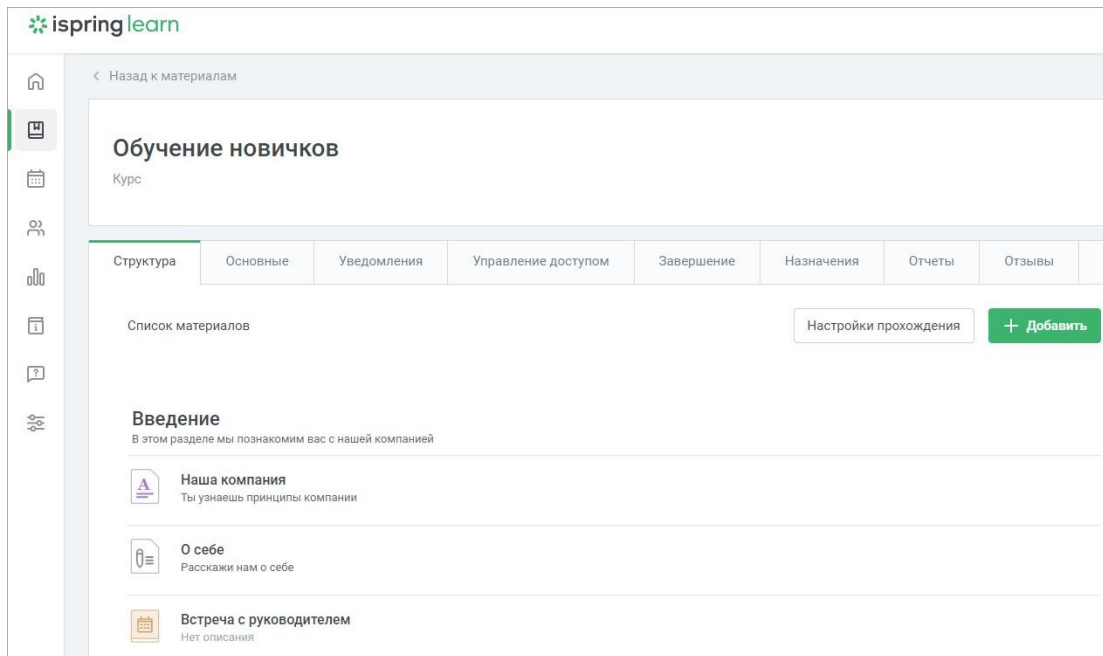 ispring learn
Назад к материалам
Обучение новичков
Курс
Структура Основные Уведомления Управление доступом Завершение Назначения Отчеты Отзывы
Список материалов Настройки прохождения + Добавить
Введение
В этом разделе мы познакомим вас с нашей компанией
Наша компания
Ты узнаешь принципы компании
О себе
Расскажи нам о себе
Встреча с руководителем
Нет описания